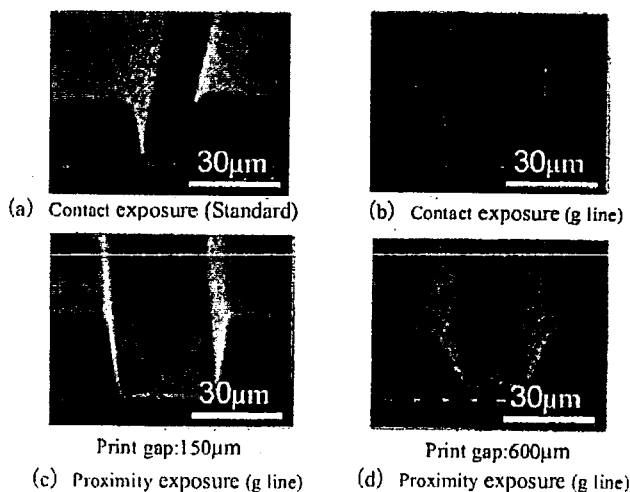 30μm
30μm
(a) Contact exposure (Standard)
(b) Contact exposure (g line)
30μm
30μm
Print gap:150μm
Print gap:600μm
(c) Proximity exposure (g line)
(d) Proximity exposure (g line)